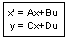 x' = Ax+Bu
y = Cx+Du